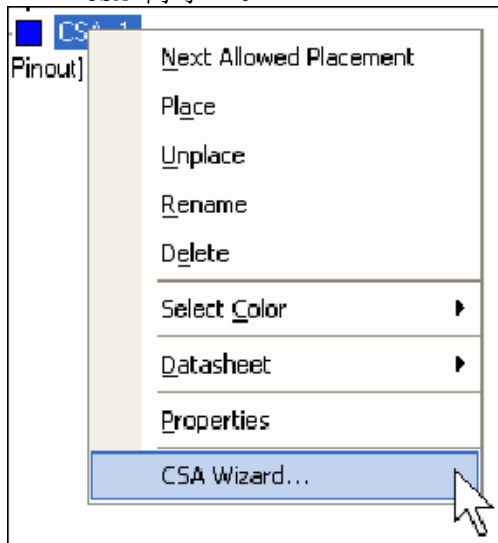 Pinout]
Next Allowed Placement
Place
Unplace
Rename
Delete
Select Color
Datasheet
Properties
CSA Wizard...